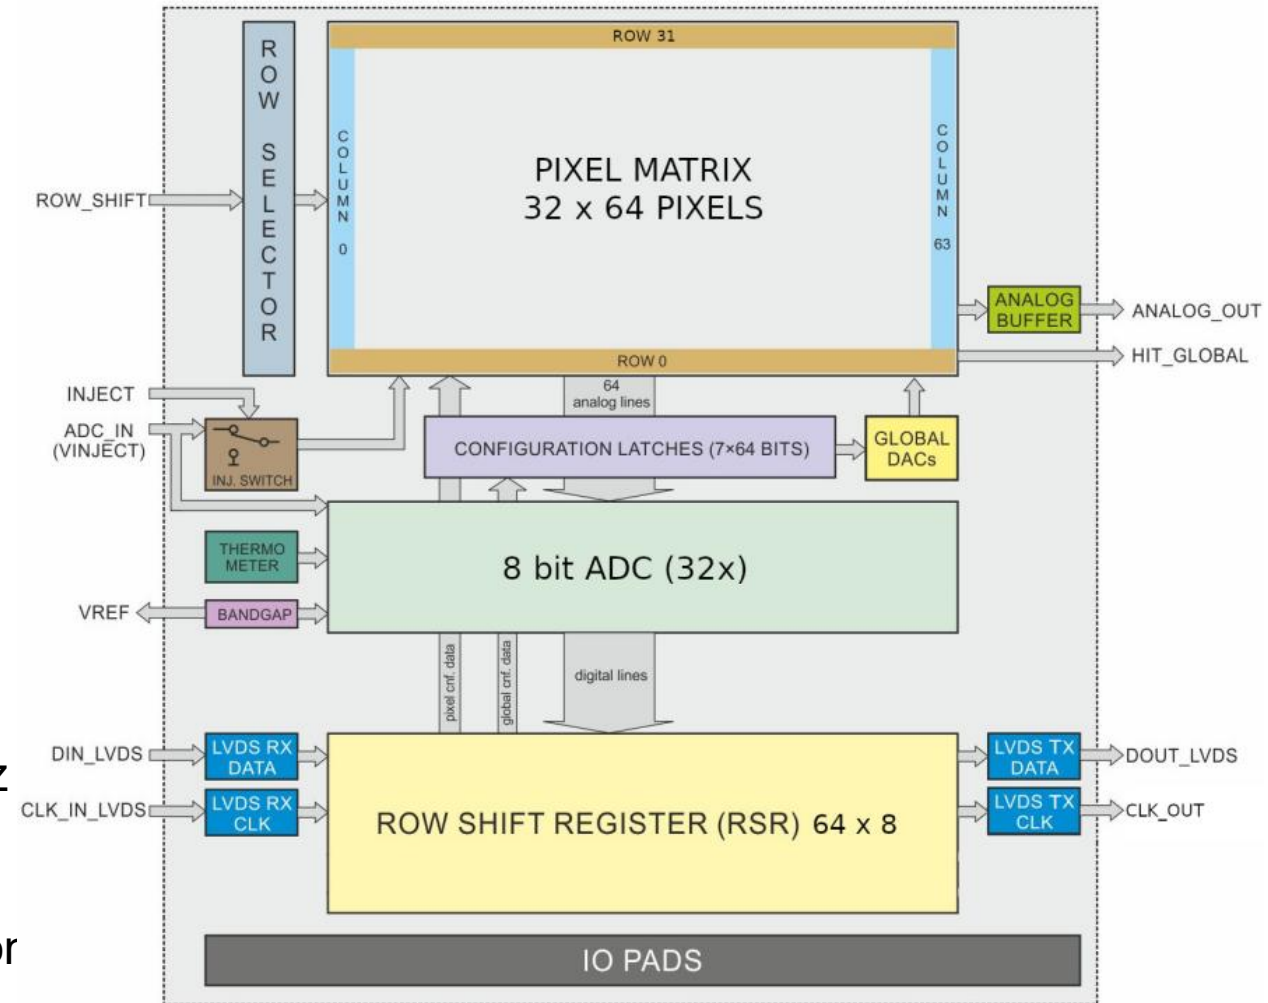 ROW 31
ROW SELECTOR
COLUMN 0
PIXEL MATRIX
32 x 64 PIXELS
COLUMN 63
ROW_SHIFT
ANALOG
BUFFER
ANALOG_OUT
ROW 0
HIT_GLOBAL
64
analog lines
INJECT
ADC_IN
(VINJECT)
INJ. SWITCH
CONFIGURATION LATCHES (7×64 BITS)
GLOBAL
DACs
THERMO
METER
8 bit ADC (32x)
VREF
BANDGAP
pixel cnf. data
global cnf. data
digital lines
DIN_LVDS
LVDS RX
DATA
LVDS TX
DATA
DOUT_LVDS
z
CLK_IN_LVDS
LVDS RX
CLK
ROW SHIFT REGISTER (RSR) 64 x 8
LVDS TX
CLK
CLK_OUT
or
IO PADS